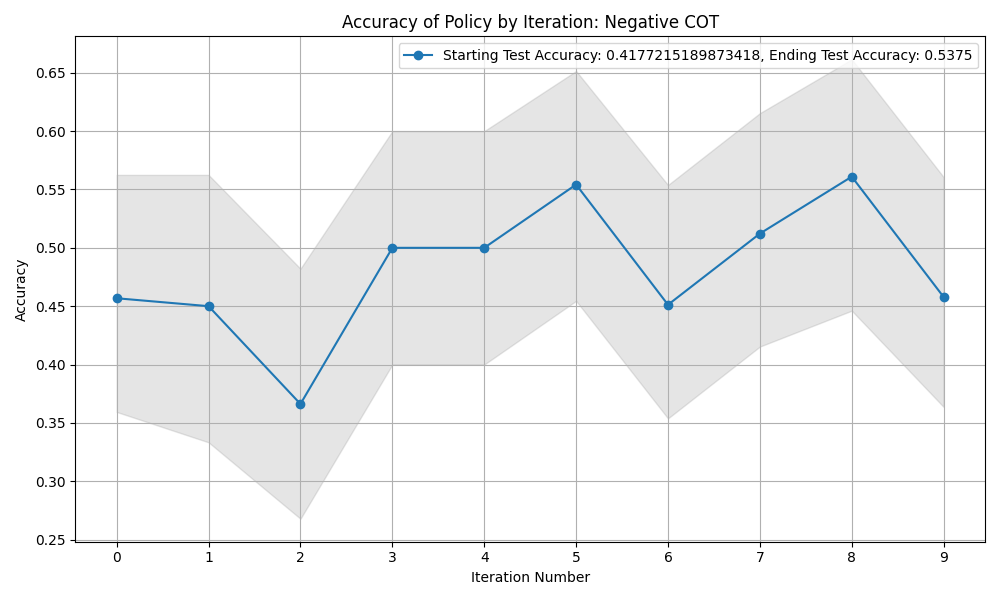 Accuracy of Policy by Iteration: Negative COT
Starting Test Accuracy: 0.4177215189873418, Ending Test Accuracy: 0.5375
Accuracy
0.65
0.60
0.55
0.50
0.45
0.40
0.35
0.30
0.25
0 1 2 3 4 5 6 7 8 9
Iteration Number